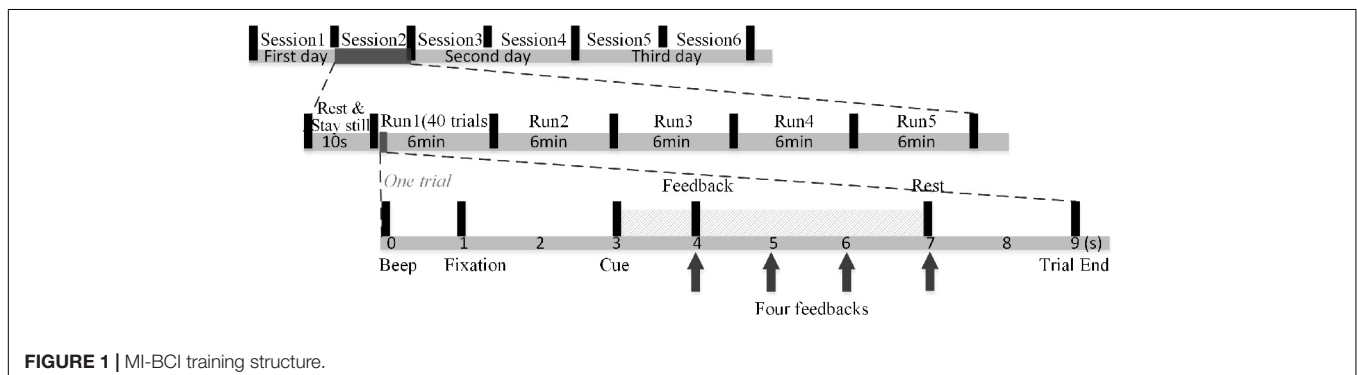 Session1 Session2 Session3 Session4 Session5 Session6
First day Second day Third day
Rest &
Stay still Run1(40 trials Run2 Run3 Run4 Run5
10s 6min 6min 6min 6min 6min
One trial
Feedback Rest
0 1 2 3 4 5 6 7 8 9 (s)
Beep Fixation Cue Trial End
Four feedbacks
FIGURE 1 | MI-BCI training structure.